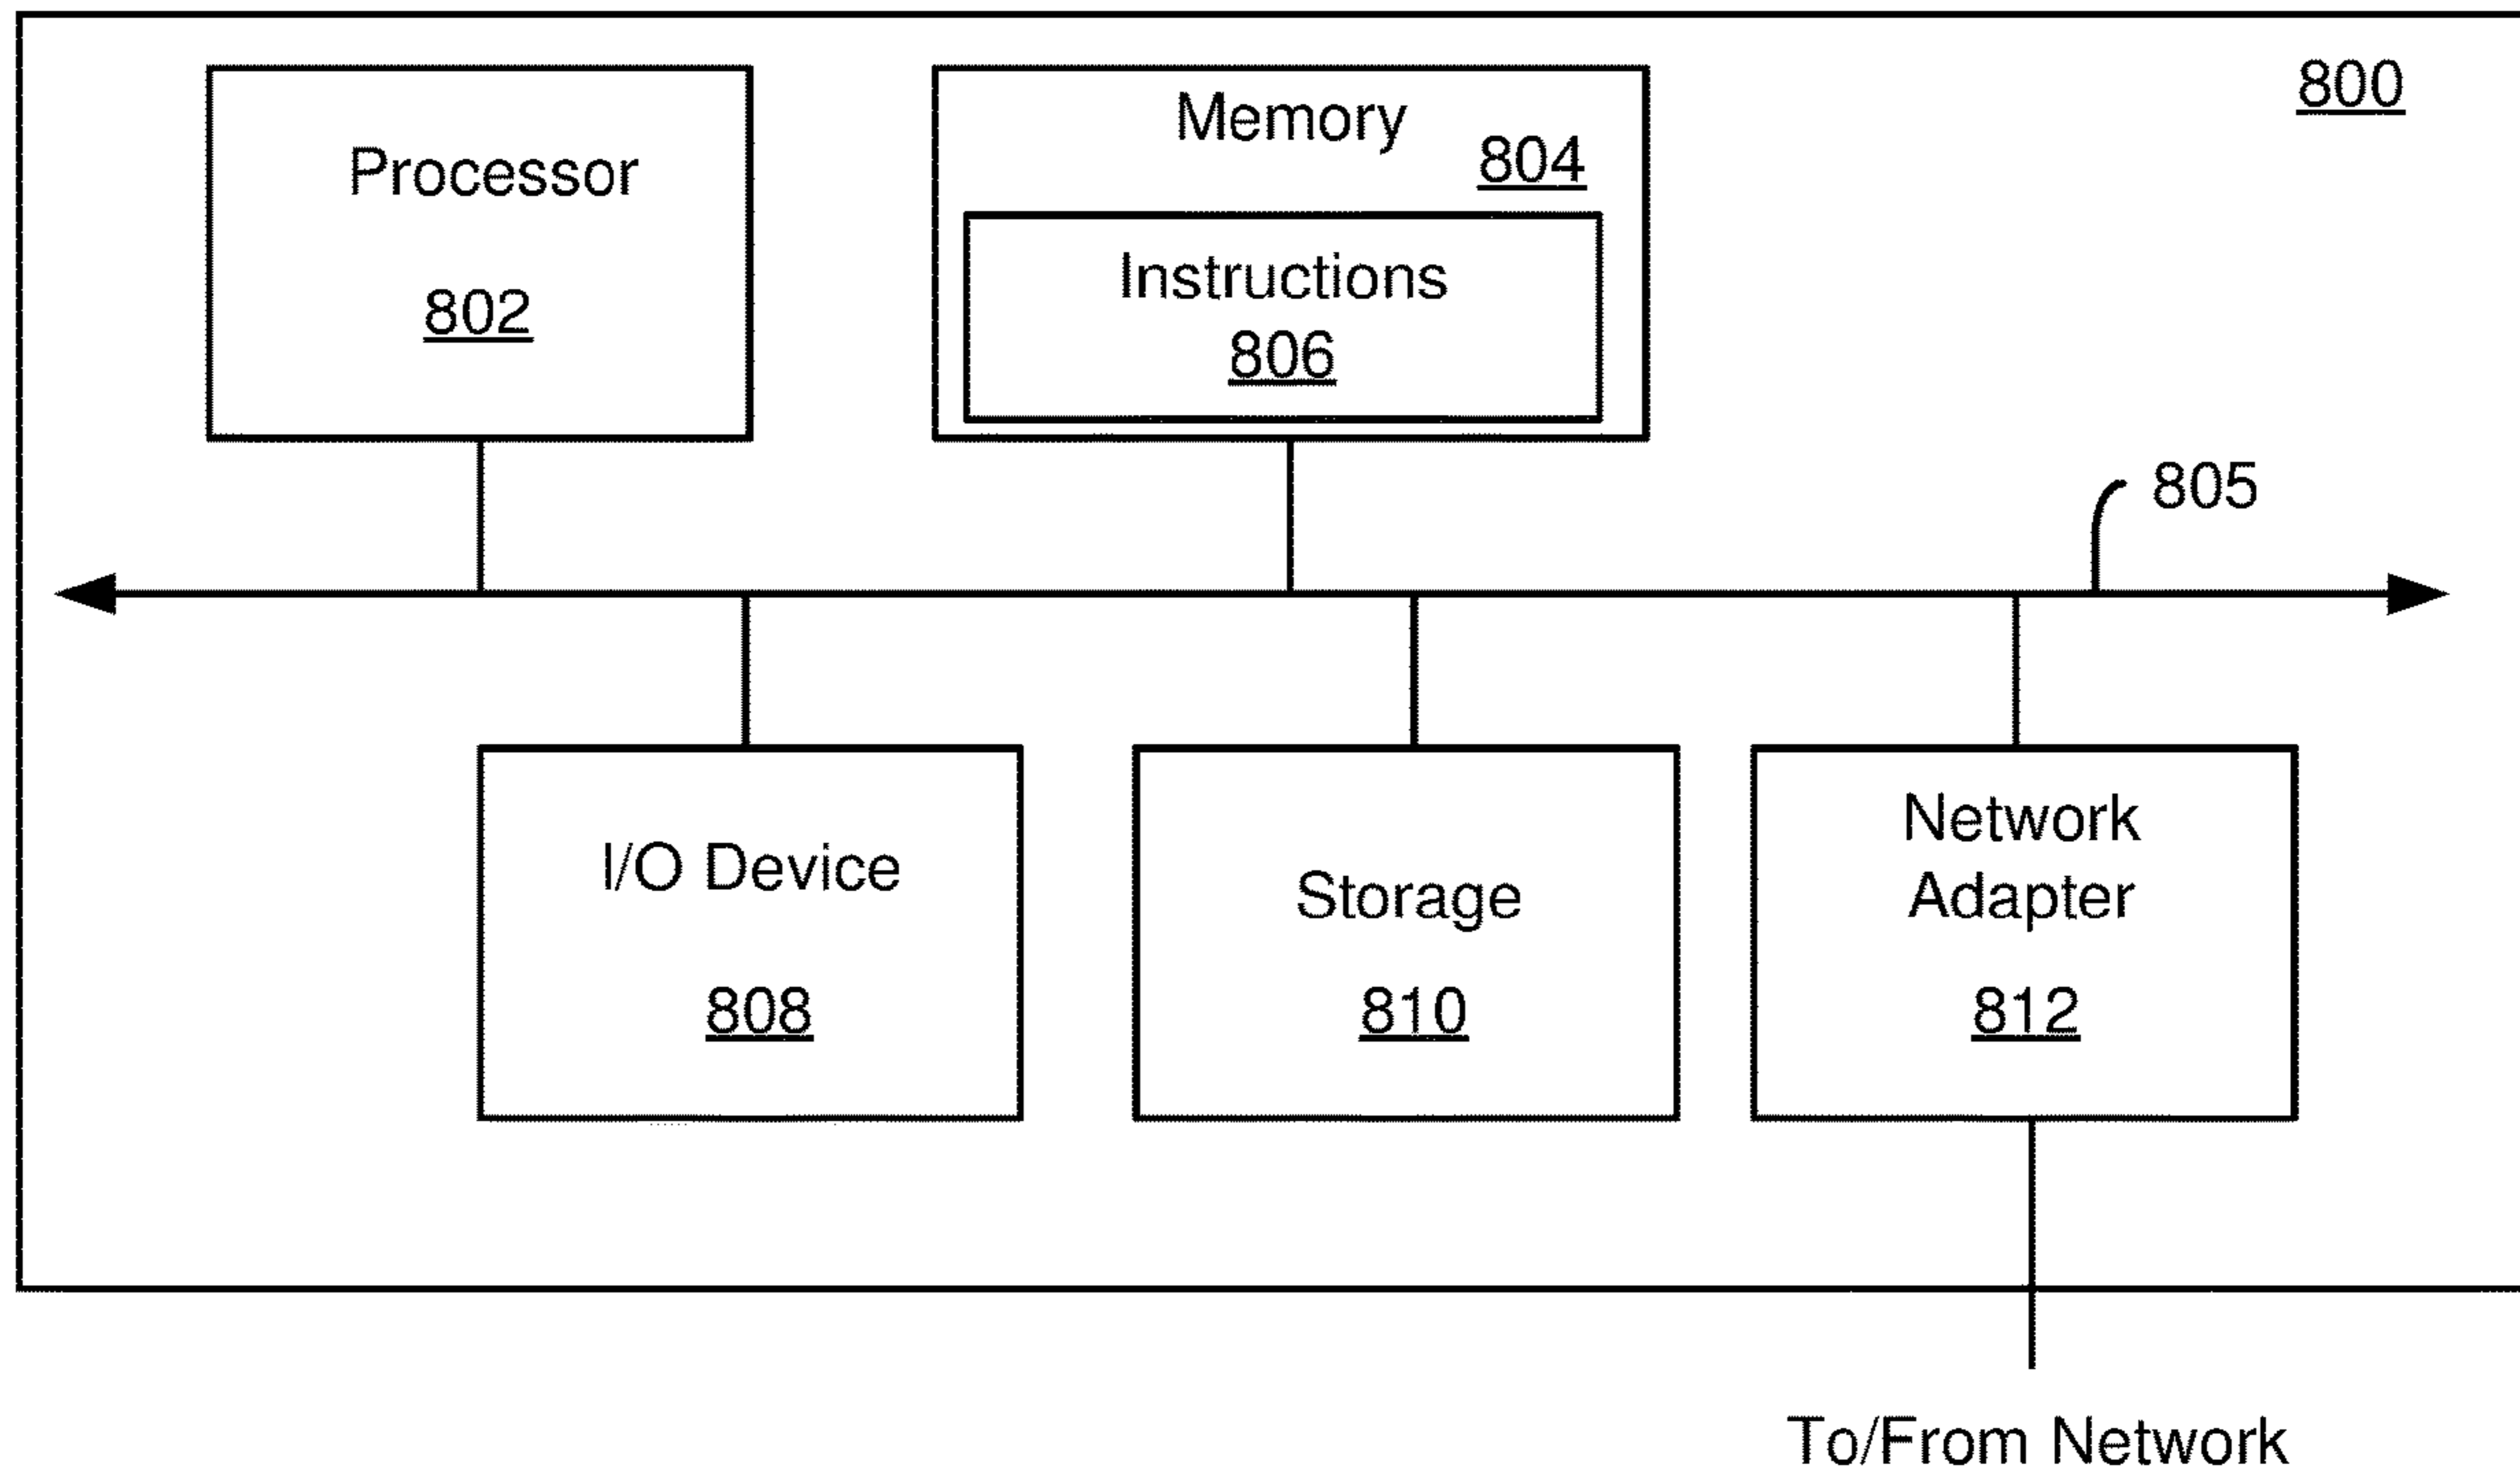 800
Processor
802
Memory
804
Instructions
806
805
I/O Device
808
Storage
810
Network
Adapter
812
To/From Network